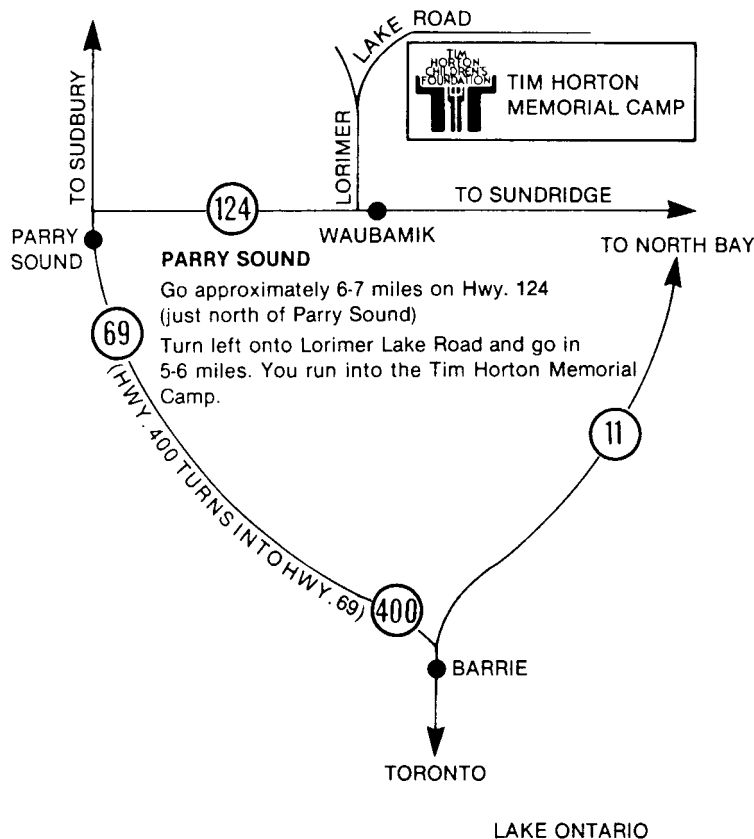 LAKE ROAD
TIM
HORTON
CHILDREN'S
FOUNDATION
TIM HORTON
MEMORIAL CAMP
TO SUDBURY
LORIMER
124
TO SUNDRIDGE
PARRY
SOUND
WAUBAMIK
TO NORTH BAY
PARRY SOUND
Go approximately 6-7 miles on Hwy. 124
(just north of Parry Sound)
Turn left onto Lorimer Lake Road and go in
5-6 miles. You run into the Tim Horton Memorial
Camp.
69
(HWY. 400 TURNS INTO HWY. 69)
11
400
BARRIE
TORONTO
LAKE ONTARIO